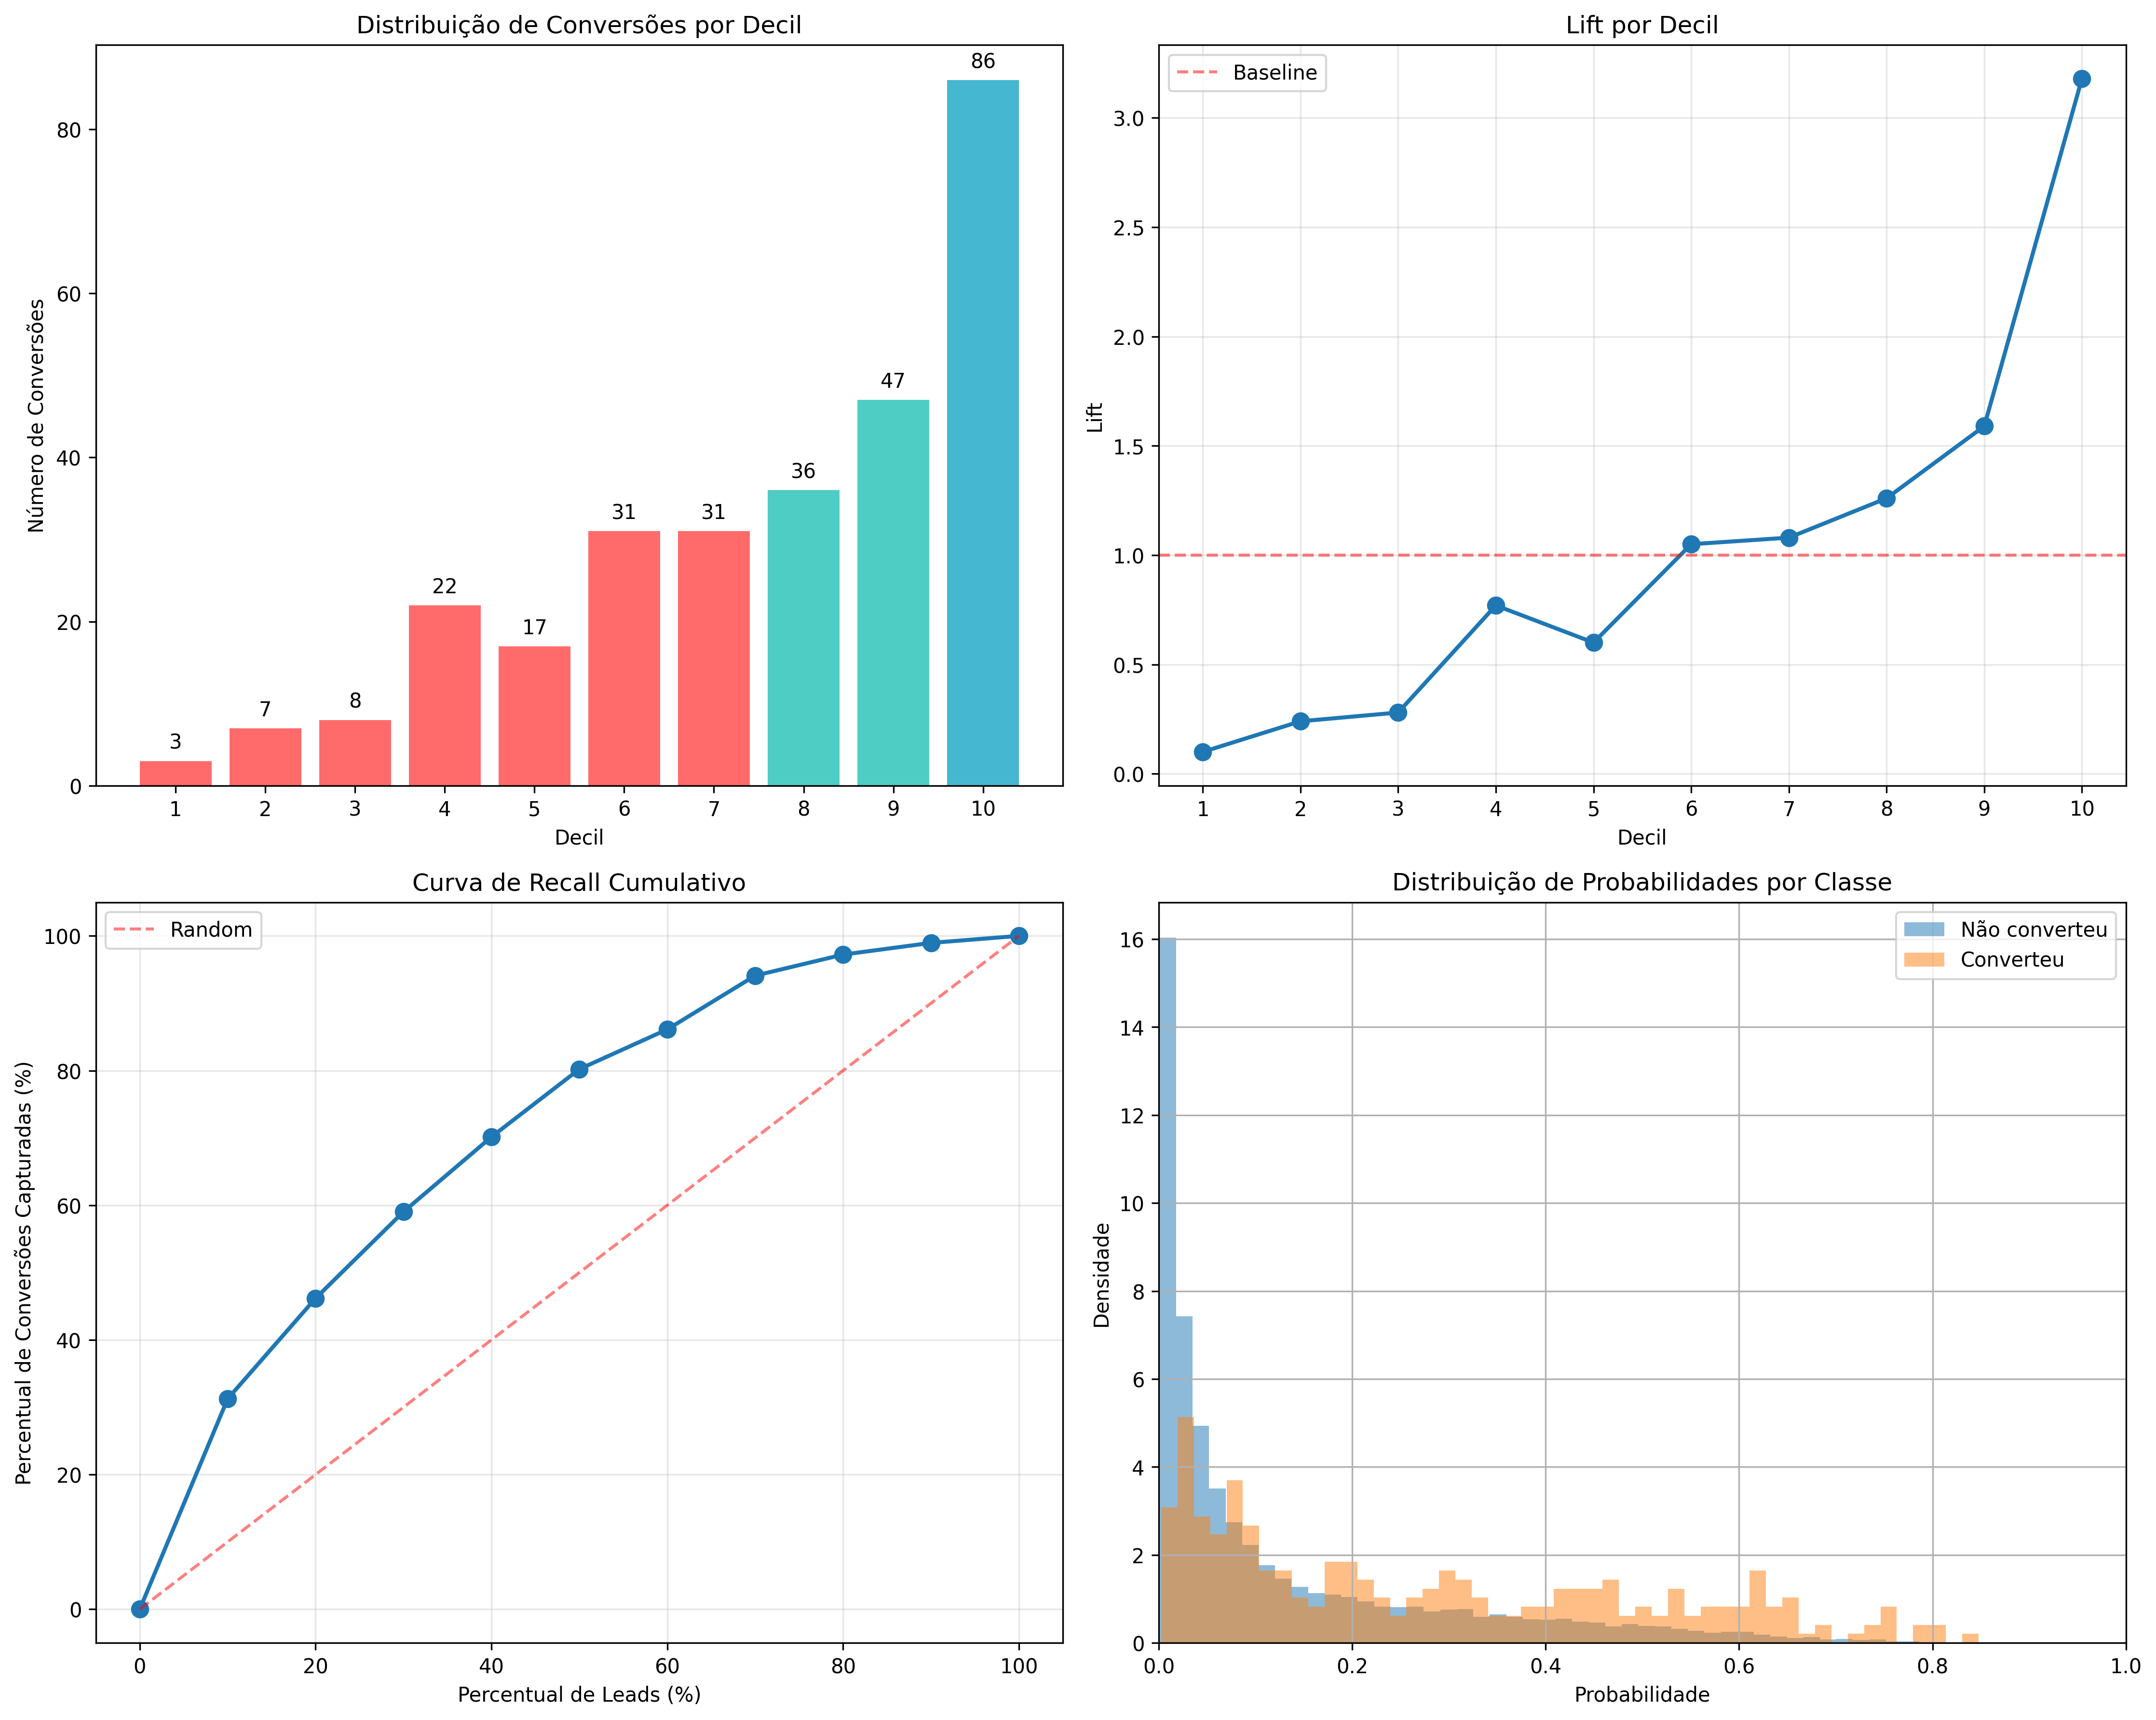 Distribuição de Conversões por Decil
Número de Conversões
80
60
40
20
0
3
7
8
22
17
31
31
36
47
86
1 2 3 4 5 6 7 8 9 10
Decil
Lift por Decil
Baseline
Lift
3.0
2.5
2.0
1.5
1.0
0.5
0.0
1 2 3 4 5 6 7 8 9 10
Decil
Curva de Recall Cumulativo
Random
Percentual de Conversões Capturadas (%)
100
80
60
40
20
0
0 20 40 60 80 100
Percentual de Leads (%)
Distribuição de Probabilidades por Classe
Não converteu
Converteu
Densidade
16
14
12
10
8
6
4
2
0
0.0 0.2 0.4 0.6 0.8 1.0
Probabilidade